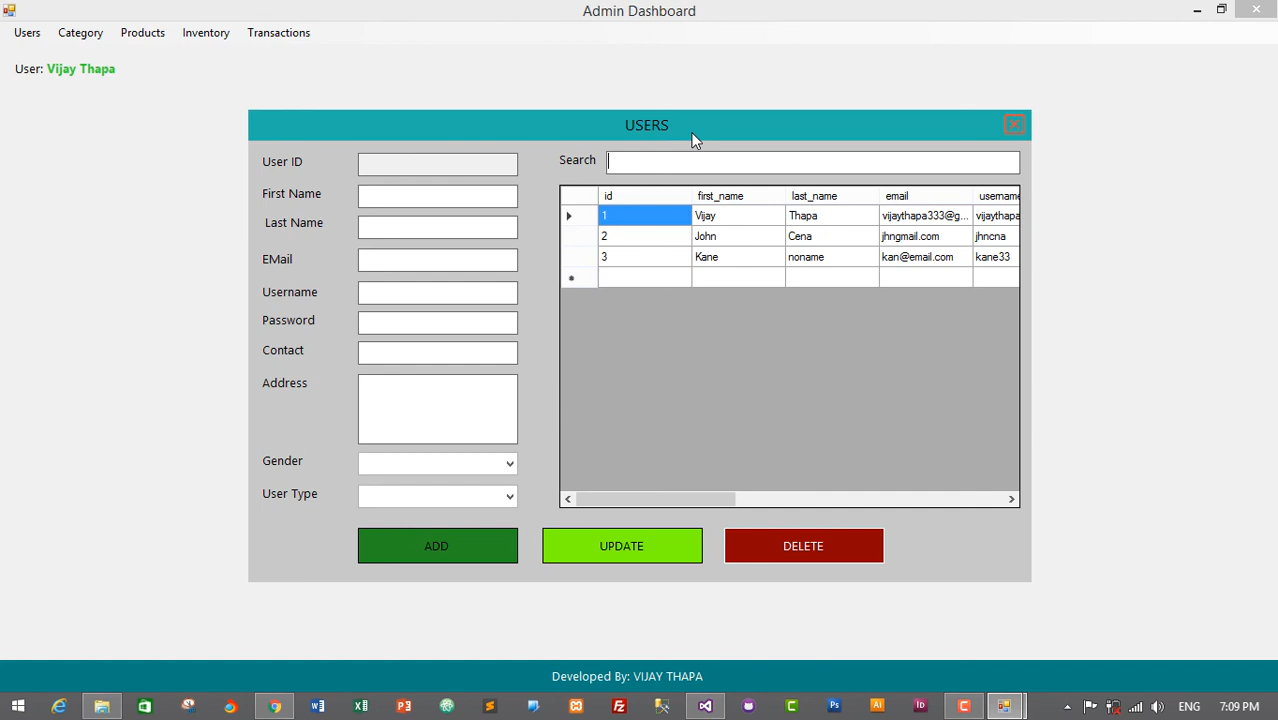 Admin Dashboard
Users Category Products Inventory Transactions
User: Vijay Thapa
USERS
User ID
First Name
Last Name
EMail
Username
Password
Contact
Address
Gender
User Type
Search
id first_name last_name email username
1 Vijay Thapa vijaythapa333@g... vijaythapa
2 John Cena jhngmail.com jhncna
3 Kane noname kan@email.com kane33
ADD UPDATE DELETE
Developed By: VIJAY THAPA
ENG 7:09 PM